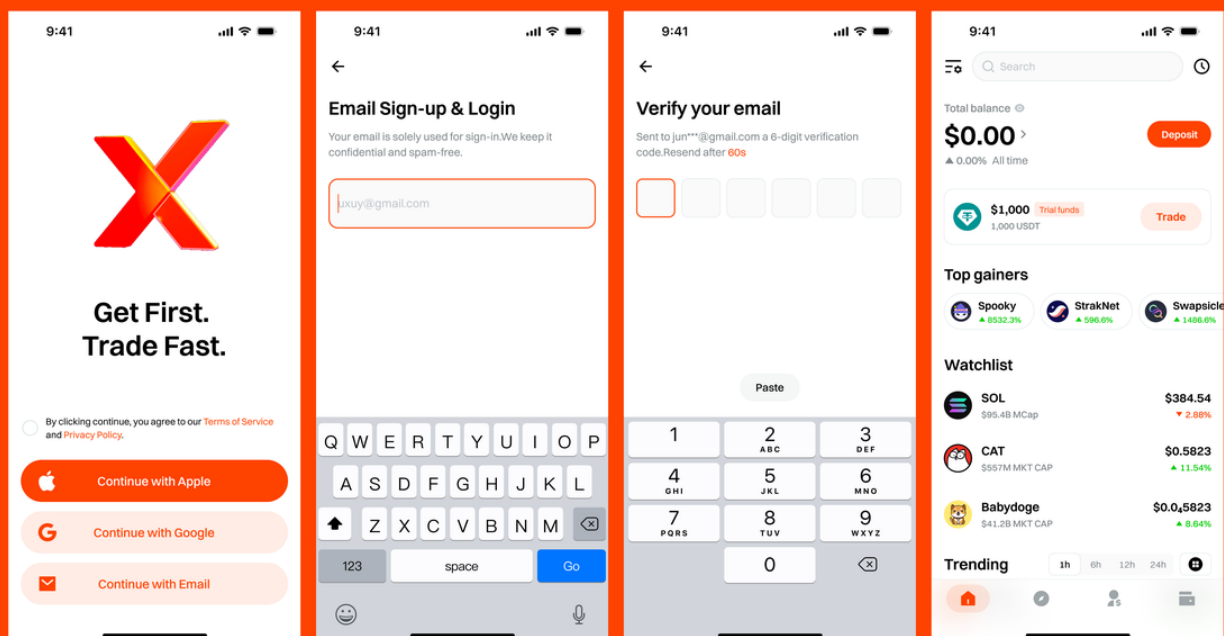 9:41
Get First.
Trade Fast.
By clicking continue, you agree to our Terms of Service
and Privacy Policy.
Continue with Apple
Continue with Google
Continue with Email
9:41
Email Sign-up & Login
Your email is solely used for sign-in.We keep it
confidential and spam-free.
uxuy@gmail.com
Q W E R T Y U I O P
A S D F G H J K L
Z X C V B N M
123 space Go
9:41
Verify your email
Sent to jun***@gmail.com a 6-digit verification
code.Resend after 60s
Paste
1 2 3
ABC DEF
4 5 6
GHI JKL MNO
7 8 9
PQRS TUV WXYZ
0
9:41
Search
Total balance
$0.00
Deposit
0.00% All time
$1,000 Trial funds
1,000 USDT
Trade
Top gainers
Spooky
8532.3%
StrakNet
596.6%
Swapsicle
1486.6%
Watchlist
SOL $384.54
$95.4B MCap 2.88%
CAT $0.5823
$557M MKT CAP 11.54%
Babydoge $0.0₄5823
$41.2B MKT CAP 8.64%
Trending 1h 6h 12h 24h